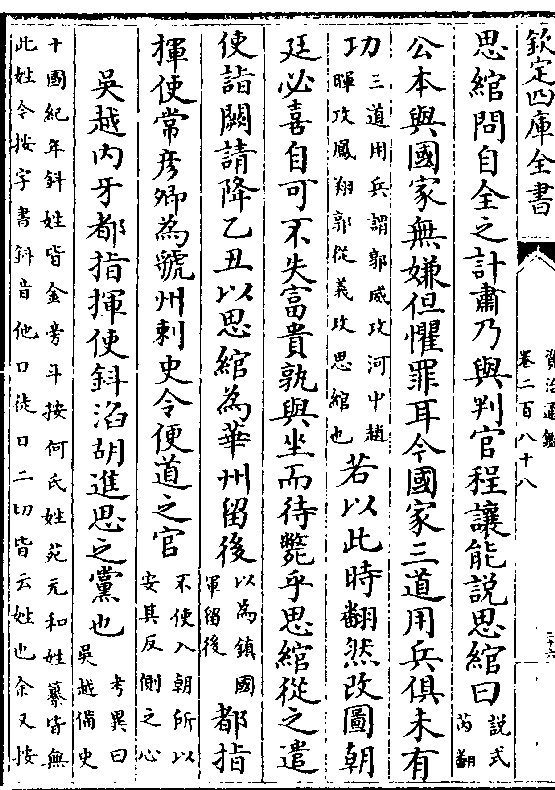 欽定四庫全書
資治通鑑
卷二百八十八
三十六
思綰問自全之計肅乃與判官程讓能說思綰曰說式芮翻
公本與國家無嫌但懼罪耳今國家三道用兵俱未有
功三道用兵謂郭威攻河中趙暉攻鳳翔郭從義攻思綰也若以此時翻然改圖朝
廷必喜自可不失富貴孰與坐而待斃乎思綰從之遣
使詣闕請降乙丑以思綰為華州留後以為鎮國軍留後都指
揮使常彦卿為虢州刺史令便道之官不使入朝所以安其反側之心
吳越内牙都指揮使鈄滔胡進思之黨也考異曰吳越備史
十國紀年鈄姓皆金旁斗按何氏姓苑元和姓纂皆無
此姓今按字書鈄音他口徒口二切皆云姓也余又按